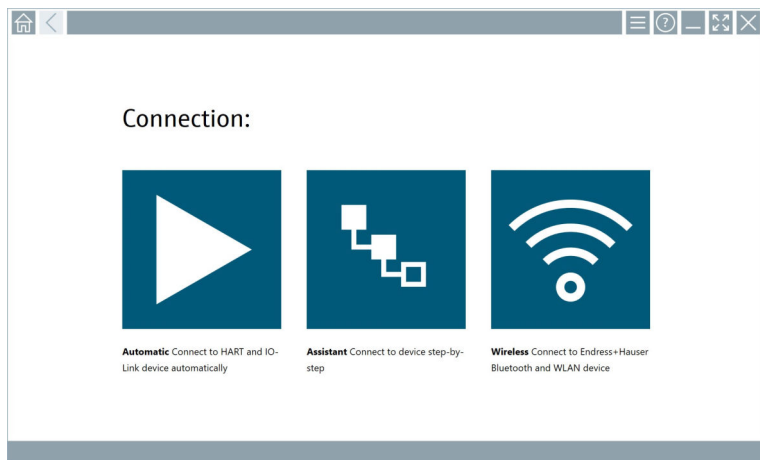 Connection:
Automatic Connect to HART and IO-
Link device automatically
Assistant Connect to device step-by-
step
Wireless Connect to Endress+Hauser
Bluetooth and WLAN device